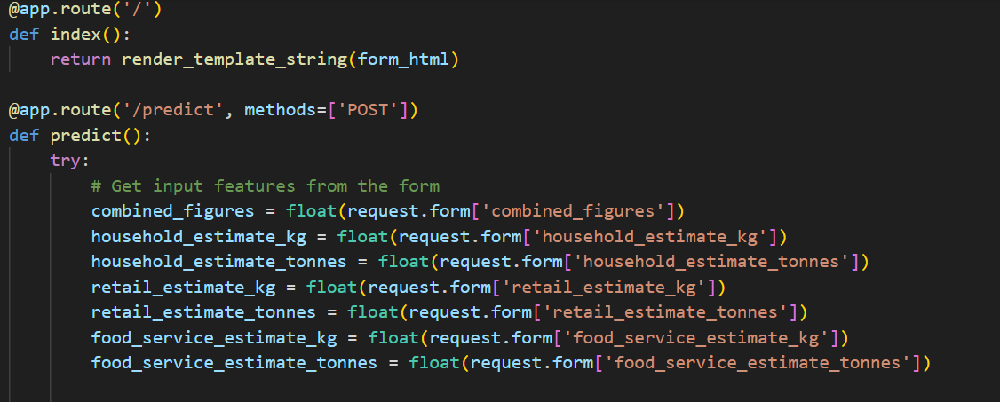 @app.route('/')
def index():
    return render_template_string(form_html)

@app.route('/predict', methods=['POST'])
def predict():
    try:
        # Get input features from the form
        combined_figures = float(request.form['combined_figures'])
        household_estimate_kg = float(request.form['household_estimate_kg'])
        household_estimate_tonnes = float(request.form['household_estimate_tonnes'])
        retail_estimate_kg = float(request.form['retail_estimate_kg'])
        retail_estimate_tonnes = float(request.form['retail_estimate_tonnes'])
        food_service_estimate_kg = float(request.form['food_service_estimate_kg'])
        food_service_estimate_tonnes = float(request.form['food_service_estimate_tonnes'])